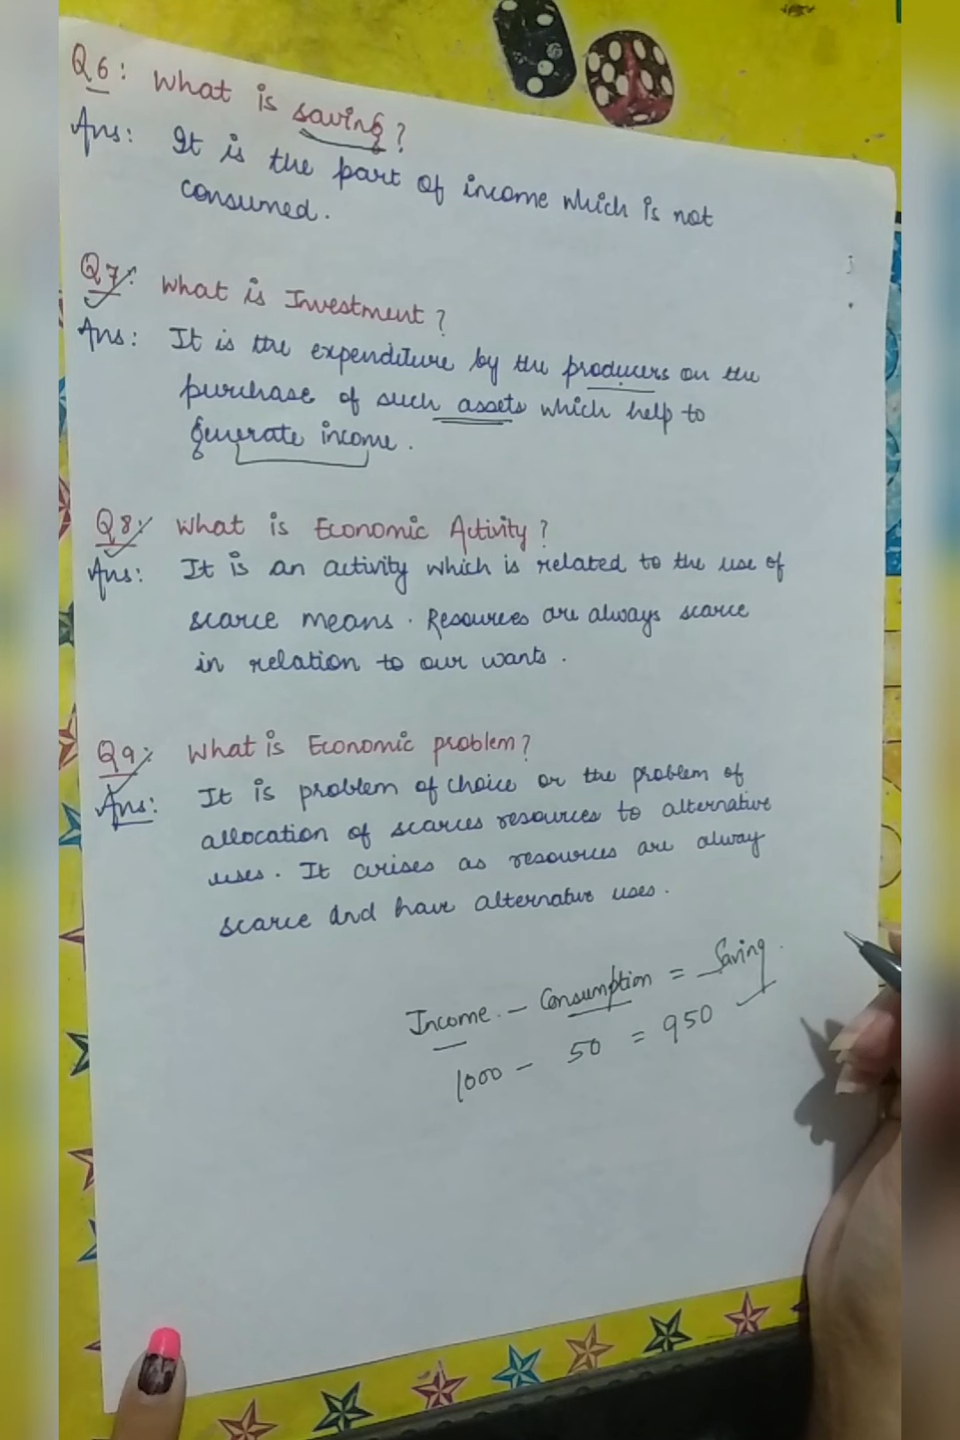 Q6: What is saving?
Ans: It is the part of income which is not
consumed.
Q7: What is Investment?
Ans: It is the expenditure by the producers on the
purchase of such assets which help to
generate income.
Q8: What is Economic Activity?
Ans: It is an activity which is related to the use of
scarce means. Resources are always scarce
in relation to our wants.
Q9: What is Economic problem?
Ans: It is problem of choice or the problem of
allocation of scarces resources to alternative
uses. It arises as resources are alway
scarce and have alternative uses.
Income - Consumption = Saving.
1000 - 50 = 950